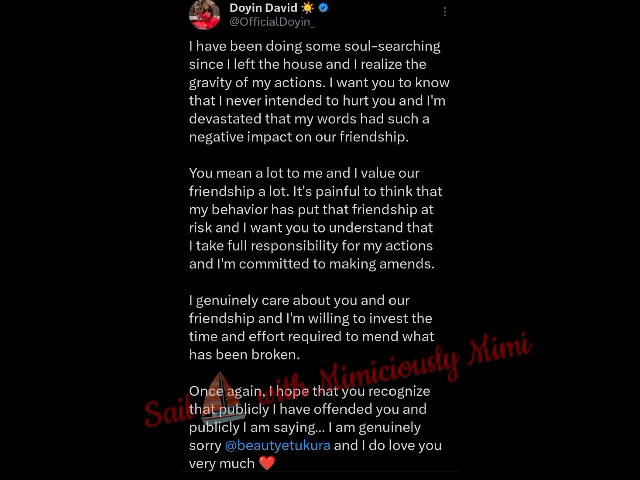 Doyin David ☀️
@OfficialDoyin_
I have been doing some soul-searching
since I left the house and I realize the
gravity of my actions. I want you to know
that I never intended to hurt you and I'm
devastated that my words had such a
negative impact on our friendship.
You mean a lot to me and I value our
friendship a lot. It's painful to think that
my behavior has put that friendship at
risk and I want you to understand that
I take full responsibility for my actions
and I'm committed to making amends.
I genuinely care about you and our
friendship and I'm willing to invest the
time and effort required to mend what
has been broken.
Sail with Mimiciously Mimi
Once again, I hope that you recognize
that publicly I have offended you and
publicly I am saying... I am genuinely
sorry @beautyetukura and I do love you
very much ❤️